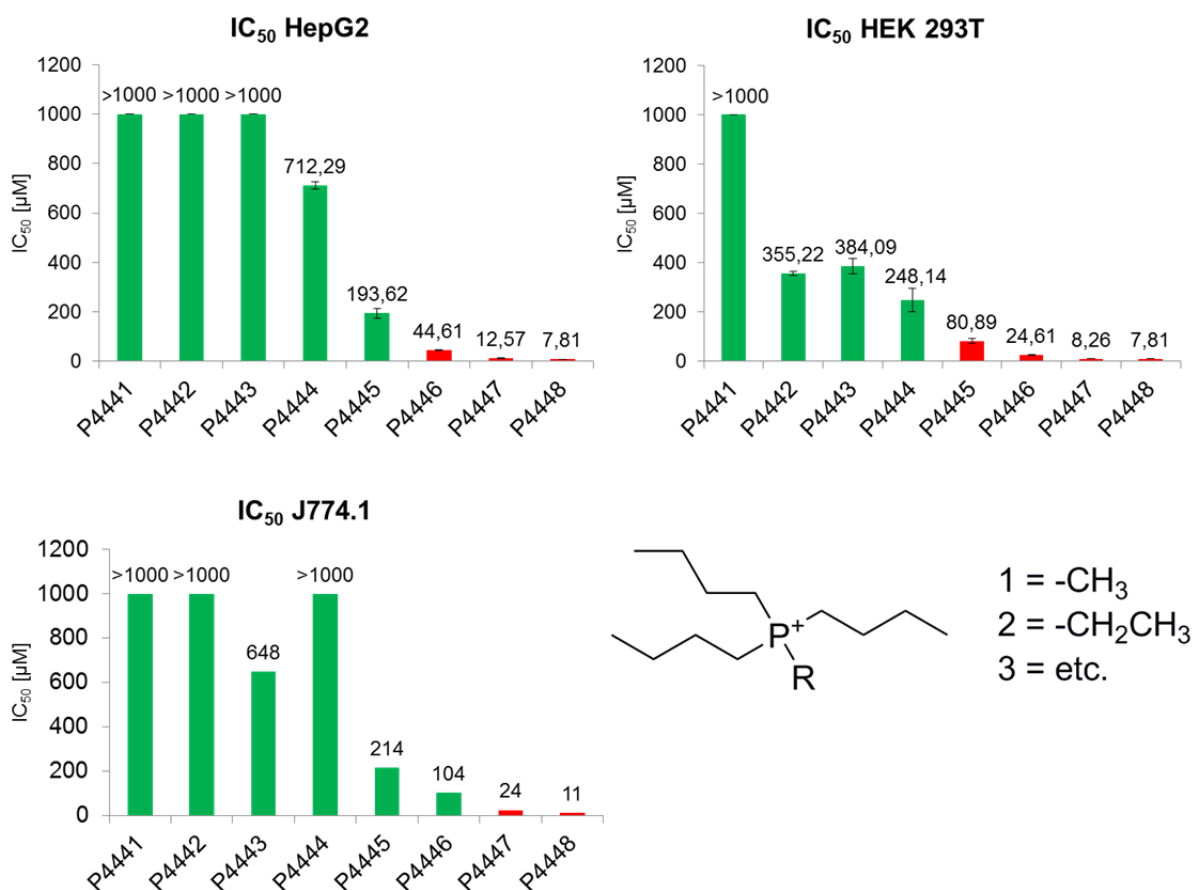 IC50 HepG2
IC50 [µM]
1200
1000
800
600
400
200
0
>1000 >1000 >1000
712,29
193,62
44,61
12,57
7,81
P4441 P4442 P4443 P4444 P4445 P4446 P4447 P4448
IC50 HEK 293T
IC50 [µM]
1200
1000
800
600
400
200
0
>1000
355,22
384,09
248,14
80,89
24,61
8,26
7,81
P4441 P4442 P4443 P4444 P4445 P4446 P4447 P4448
IC50 J774.1
IC50 [µM]
1200
1000
800
600
400
200
0
>1000 >1000
648
>1000
214
104
24
11
P4441 P4442 P4443 P4444 P4445 P4446 P4447 P4448
P+
R
1 = -CH3
2 = -CH2CH3
3 = etc.